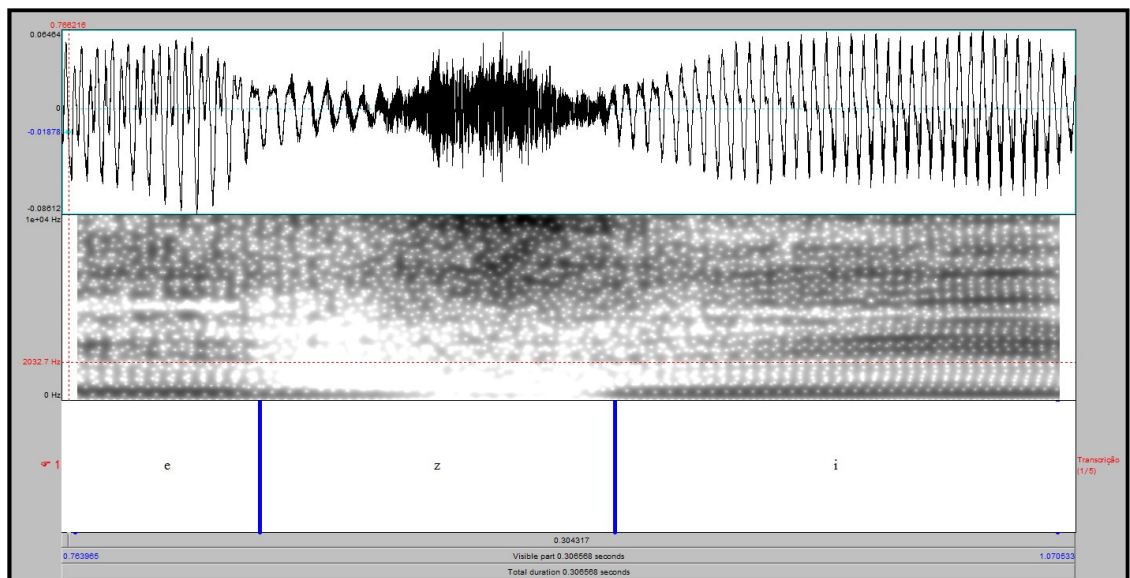 0.766216
0.06464
0
-0.01878
-0.08612
1e+04 Hz
2032.7 Hz
0 Hz
1
e
z
i
Transcrição
(1/5)
0.304317
0.763965
Visible part 0.306568 seconds
1.070533
Total duration 0.306568 seconds